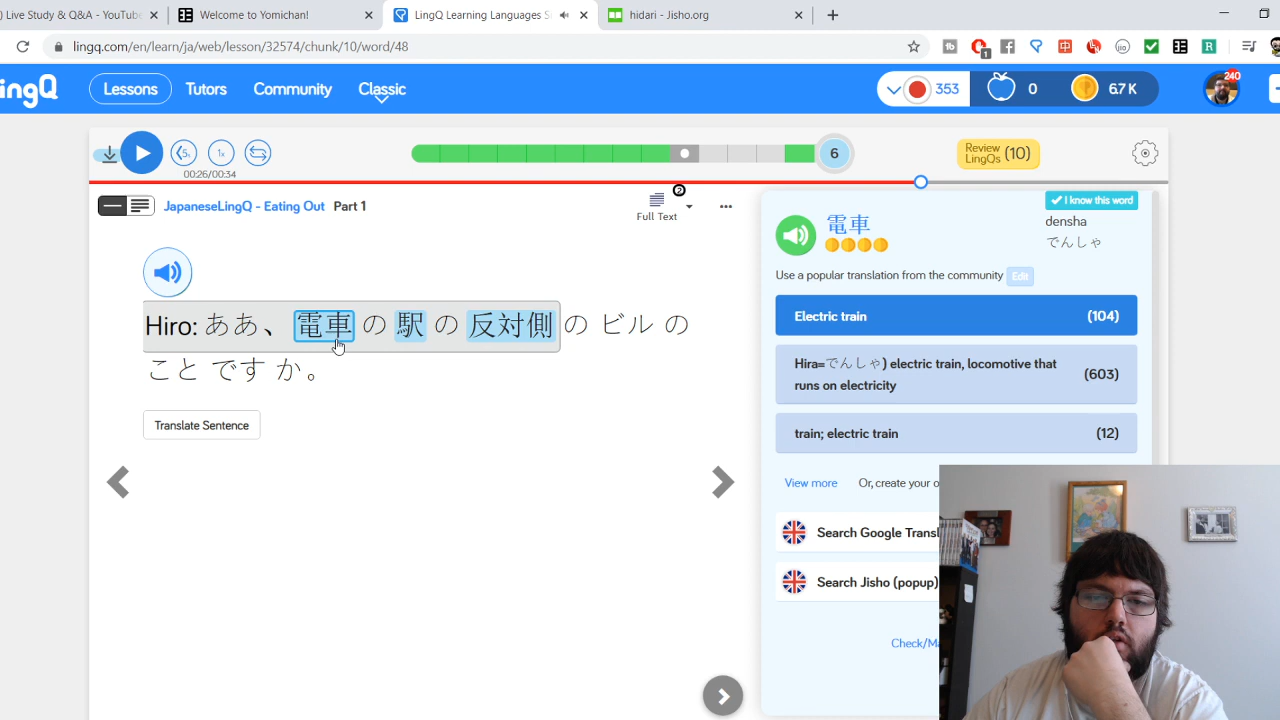 ) Live Study & Q&A - YouTube
Welcome to Yomichan!
LingQ Learning Languages S
hidari - Jisho.org
lingq.com/en/learn/ja/web/lesson/32574/chunk/10/word/48
ingQ
Lessons
Tutors
Community
Classic
353
0
6.7 K
240
5s
1x
00:26/00:34
6
Review LingQs (10)
JapaneseLingQ - Eating Out Part 1
2
Full Text
Hiro: ああ、 電車 の 駅 の 反対側 の ビル の
こと です か。
Translate Sentence
電車
I know this word
densha
でんしゃ
Use a popular translation from the community
Edit
Electric train (104)
Hira=でんしゃ) electric train, locomotive that
runs on electricity (603)
train; electric train (12)
View more
Or, create your o
Search Google Transl
Search Jisho (popup)
Check/Ma